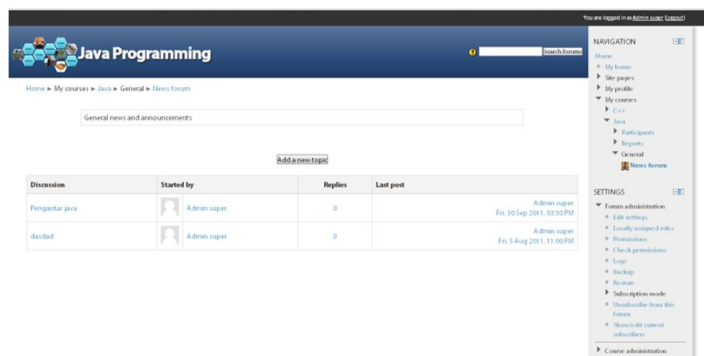 You are logged in as Admin super (Logout)
Java Programming
Search forums
Home ► My courses ► Java ► General ► News forum
General news and announcements
Add a new topic
Discussion Started by Replies Last post
Pengantar java Admin super 0 Admin super
Fri, 30 Sep 2011, 03:50 PM
dasdad Admin super 0 Admin super
Fri, 5 Aug 2011, 11:00 PM
NAVIGATION
Home
My home
Site pages
My profile
My courses
C++
Java
Participants
Reports
General
News forum
SETTINGS
Forum administration
Edit settings
Locally assigned roles
Permissions
Check permissions
Logs
Backup
Restore
Subscription mode
Unsubscribe from this
forum
Show/edit current
subscribers
Course administration